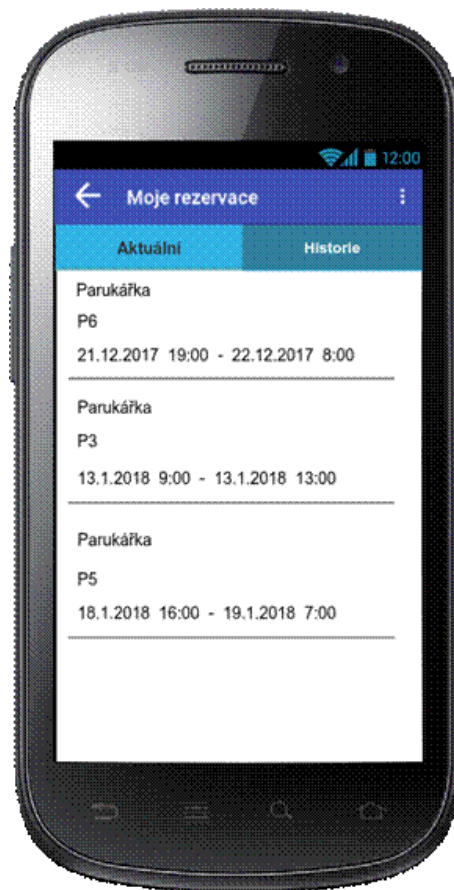 12:00
Moje rezervace
Aktuální Historie
Parukářka
P6
21.12.2017 19:00 - 22.12.2017 8:00
Parukářka
P3
13.1.2018 9:00 - 13.1.2018 13:00
Parukářka
P5
18.1.2018 16:00 - 19.1.2018 7:00